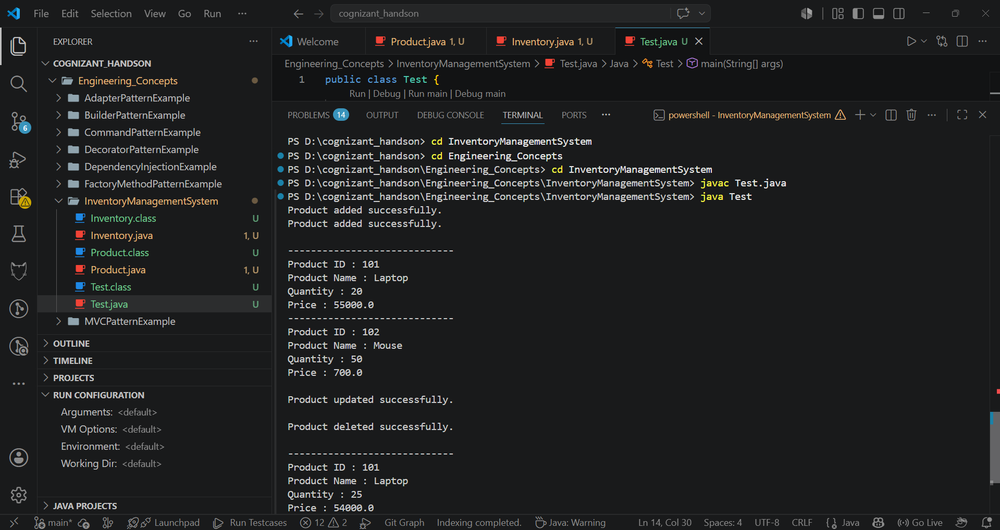 File Edit Selection View Go Run ···
cognizant_handson
EXPLORER ···
COGNIZANT_HANDSON
Engineering_Concepts
AdapterPatternExample
BuilderPatternExample
CommandPatternExample
DecoratorPatternExample
DependencyInjectionExample
FactoryMethodPatternExample
InventoryManagementSystem
Inventory.class U
Inventory.java 1, U
Product.class U
Product.java 1, U
Test.class U
Test.java U
MVCPatternExample
OUTLINE
TIMELINE
PROJECTS
RUN CONFIGURATION
Arguments: <default>
VM Options: <default>
Environment: <default>
Working Dir: <default>
JAVA PROJECTS
6
Welcome Product.java 1, U Inventory.java 1, U Test.java U
Engineering_Concepts > InventoryManagementSystem > Test.java > Java > Test > main(String[] args)
1 public class Test {
Run | Debug | Run main | Debug main
PROBLEMS 14 OUTPUT DEBUG CONSOLE TERMINAL PORTS ··· powershell - InventoryManagementSystem
PS D:\cognizant_handson> cd InventoryManagementSystem
PS D:\cognizant_handson> cd Engineering_Concepts
PS D:\cognizant_handson\Engineering_Concepts> cd InventoryManagementSystem
PS D:\cognizant_handson\Engineering_Concepts\InventoryManagementSystem> javac Test.java
PS D:\cognizant_handson\Engineering_Concepts\InventoryManagementSystem> java Test
Product added successfully.
Product added successfully.
-----------------------------
Product ID : 101
Product Name : Laptop
Quantity : 20
Price : 55000.0
-----------------------------
Product ID : 102
Product Name : Mouse
Quantity : 50
Price : 700.0
Product updated successfully.
Product deleted successfully.
-----------------------------
Product ID : 101
Product Name : Laptop
Quantity : 25
Price : 54000.0
main* Launchpad Run Testcases 12 2 Git Graph Indexing completed. Java: Warning Ln 14, Col 30 Spaces: 4 UTF-8 CRLF Java Go Live